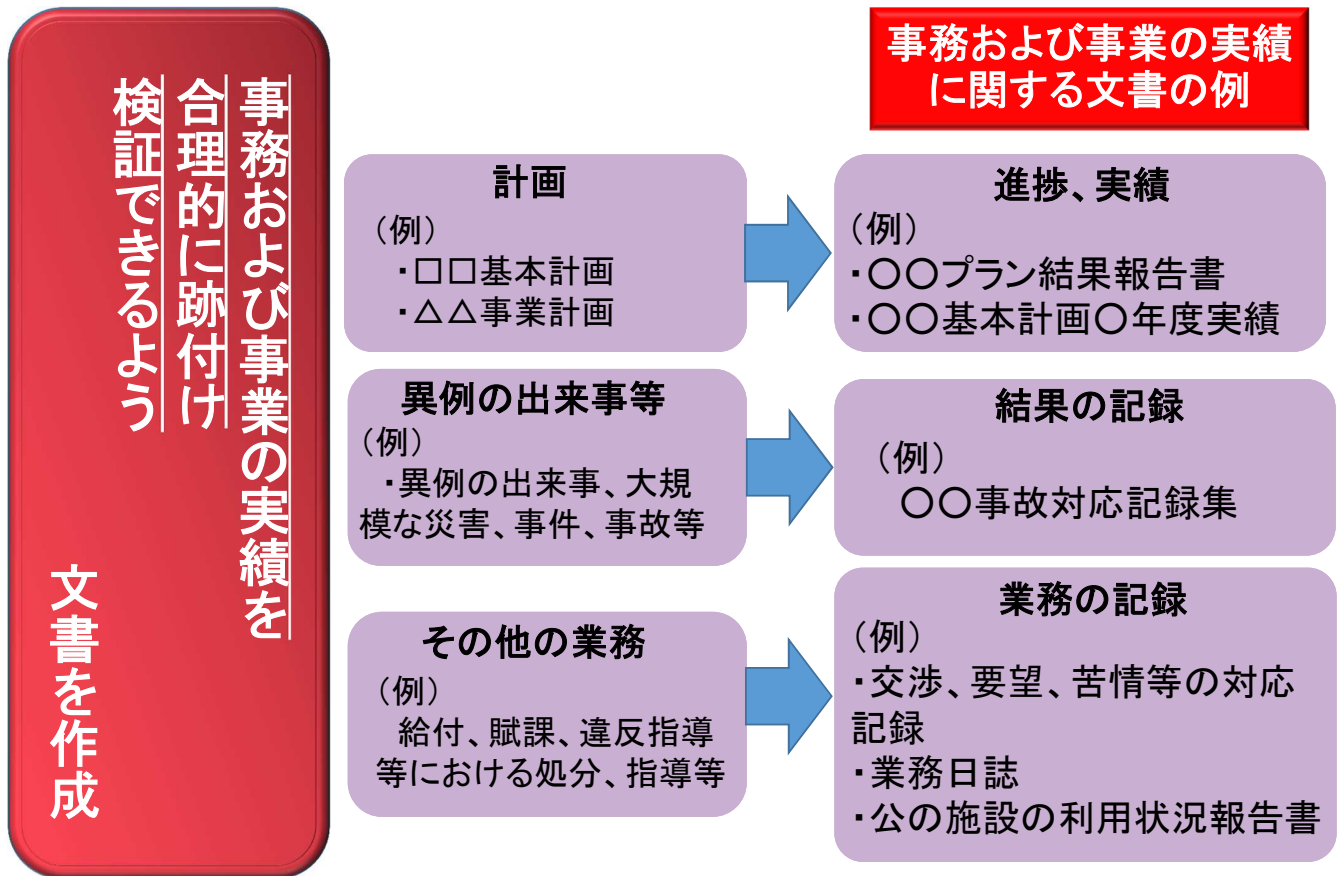 事務および事業の実績を
合理的に跡付け
検証できるよう
文書を作成
事務および事業の実績
に関する文書の例
計画
（例）
・□□基本計画
・△△事業計画
進捗、実績
（例）
・〇〇プラン結果報告書
・〇〇基本計画〇年度実績
異例の出来事等
（例）
・異例の出来事、大規
模な災害、事件、事故等
結果の記録
（例）
〇〇事故対応記録集
その他の業務
（例）
給付、賦課、違反指導
等における処分、指導等
業務の記録
（例）
・交渉、要望、苦情等の対応
記録
・業務日誌
・公の施設の利用状況報告書